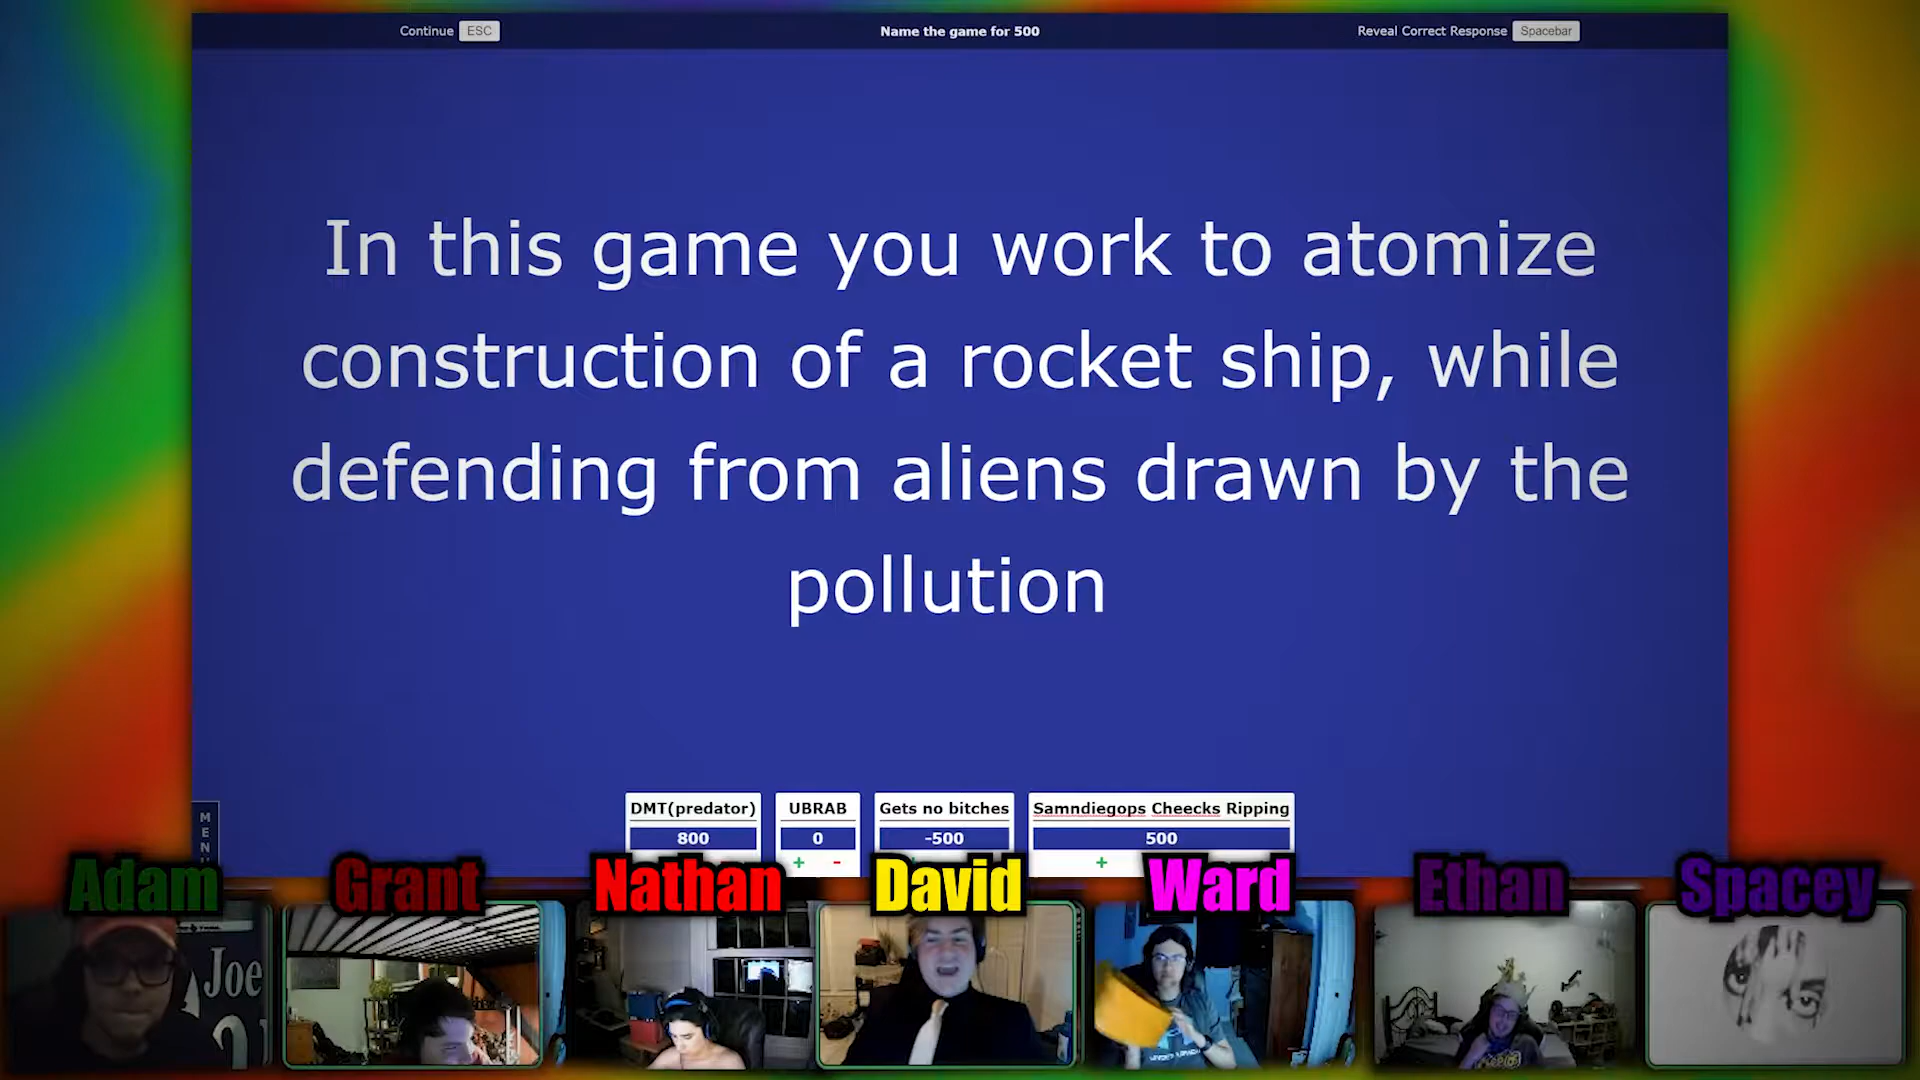 Continue ESC Name the game for 500 Reveal Correct Response Spacebar
In this game you work to atomize
construction of a rocket ship, while
defending from aliens drawn by the
pollution
MENU
DMT(predator) UBRAB Gets no bitches Samndiegops Cheecks Ripping
800 0 -500 500
+ - +
Adam Grant Nathan David Ward Ethan Spacey
Joe